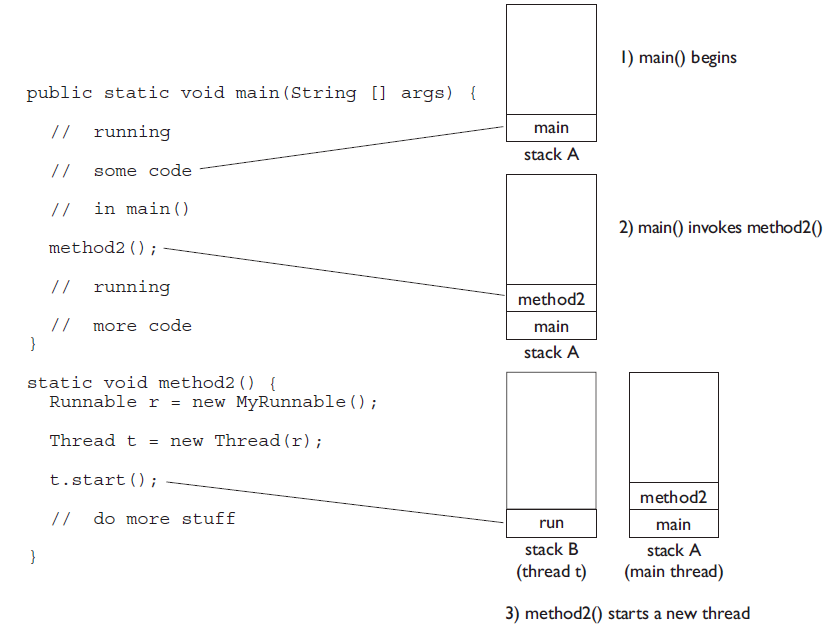 public static void main(String [] args) {
//  running
//  some code
//  in main()
method2();
//  running
//  more code
}
static void method2() {
Runnable r = new MyRunnable();
Thread t = new Thread(r);
t.start();
//  do more stuff
}
1) main() begins
main
stack A
2) main() invokes method2()
method2
main
stack A
run
stack B
(thread t)
method2
main
stack A
(main thread)
3) method2() starts a new thread